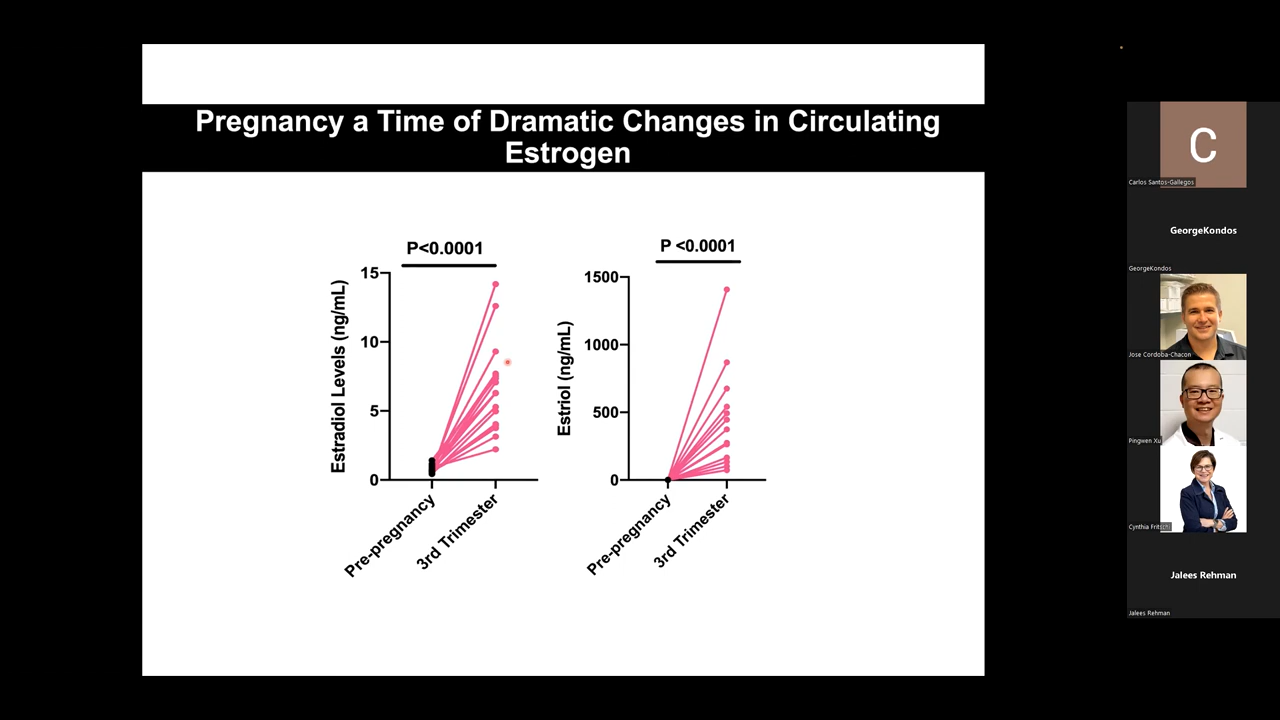 Pregnancy a Time of Dramatic Changes in Circulating
Estrogen
P<0.0001
15
10
5
0
Estradiol Levels (ng/mL)
Pre-pregnancy
3rd Trimester
P <0.0001
1500
1000
500
0
Estriol (ng/mL)
Pre-pregnancy
3rd Trimester
C
Carlos Santos-Gallegos
GeorgeKondos
GeorgeKondos
Jose Cordoba-Chacon
Pingwen Xu
Cynthia Fritschi
Jalees Rehman
Jalees Rehman